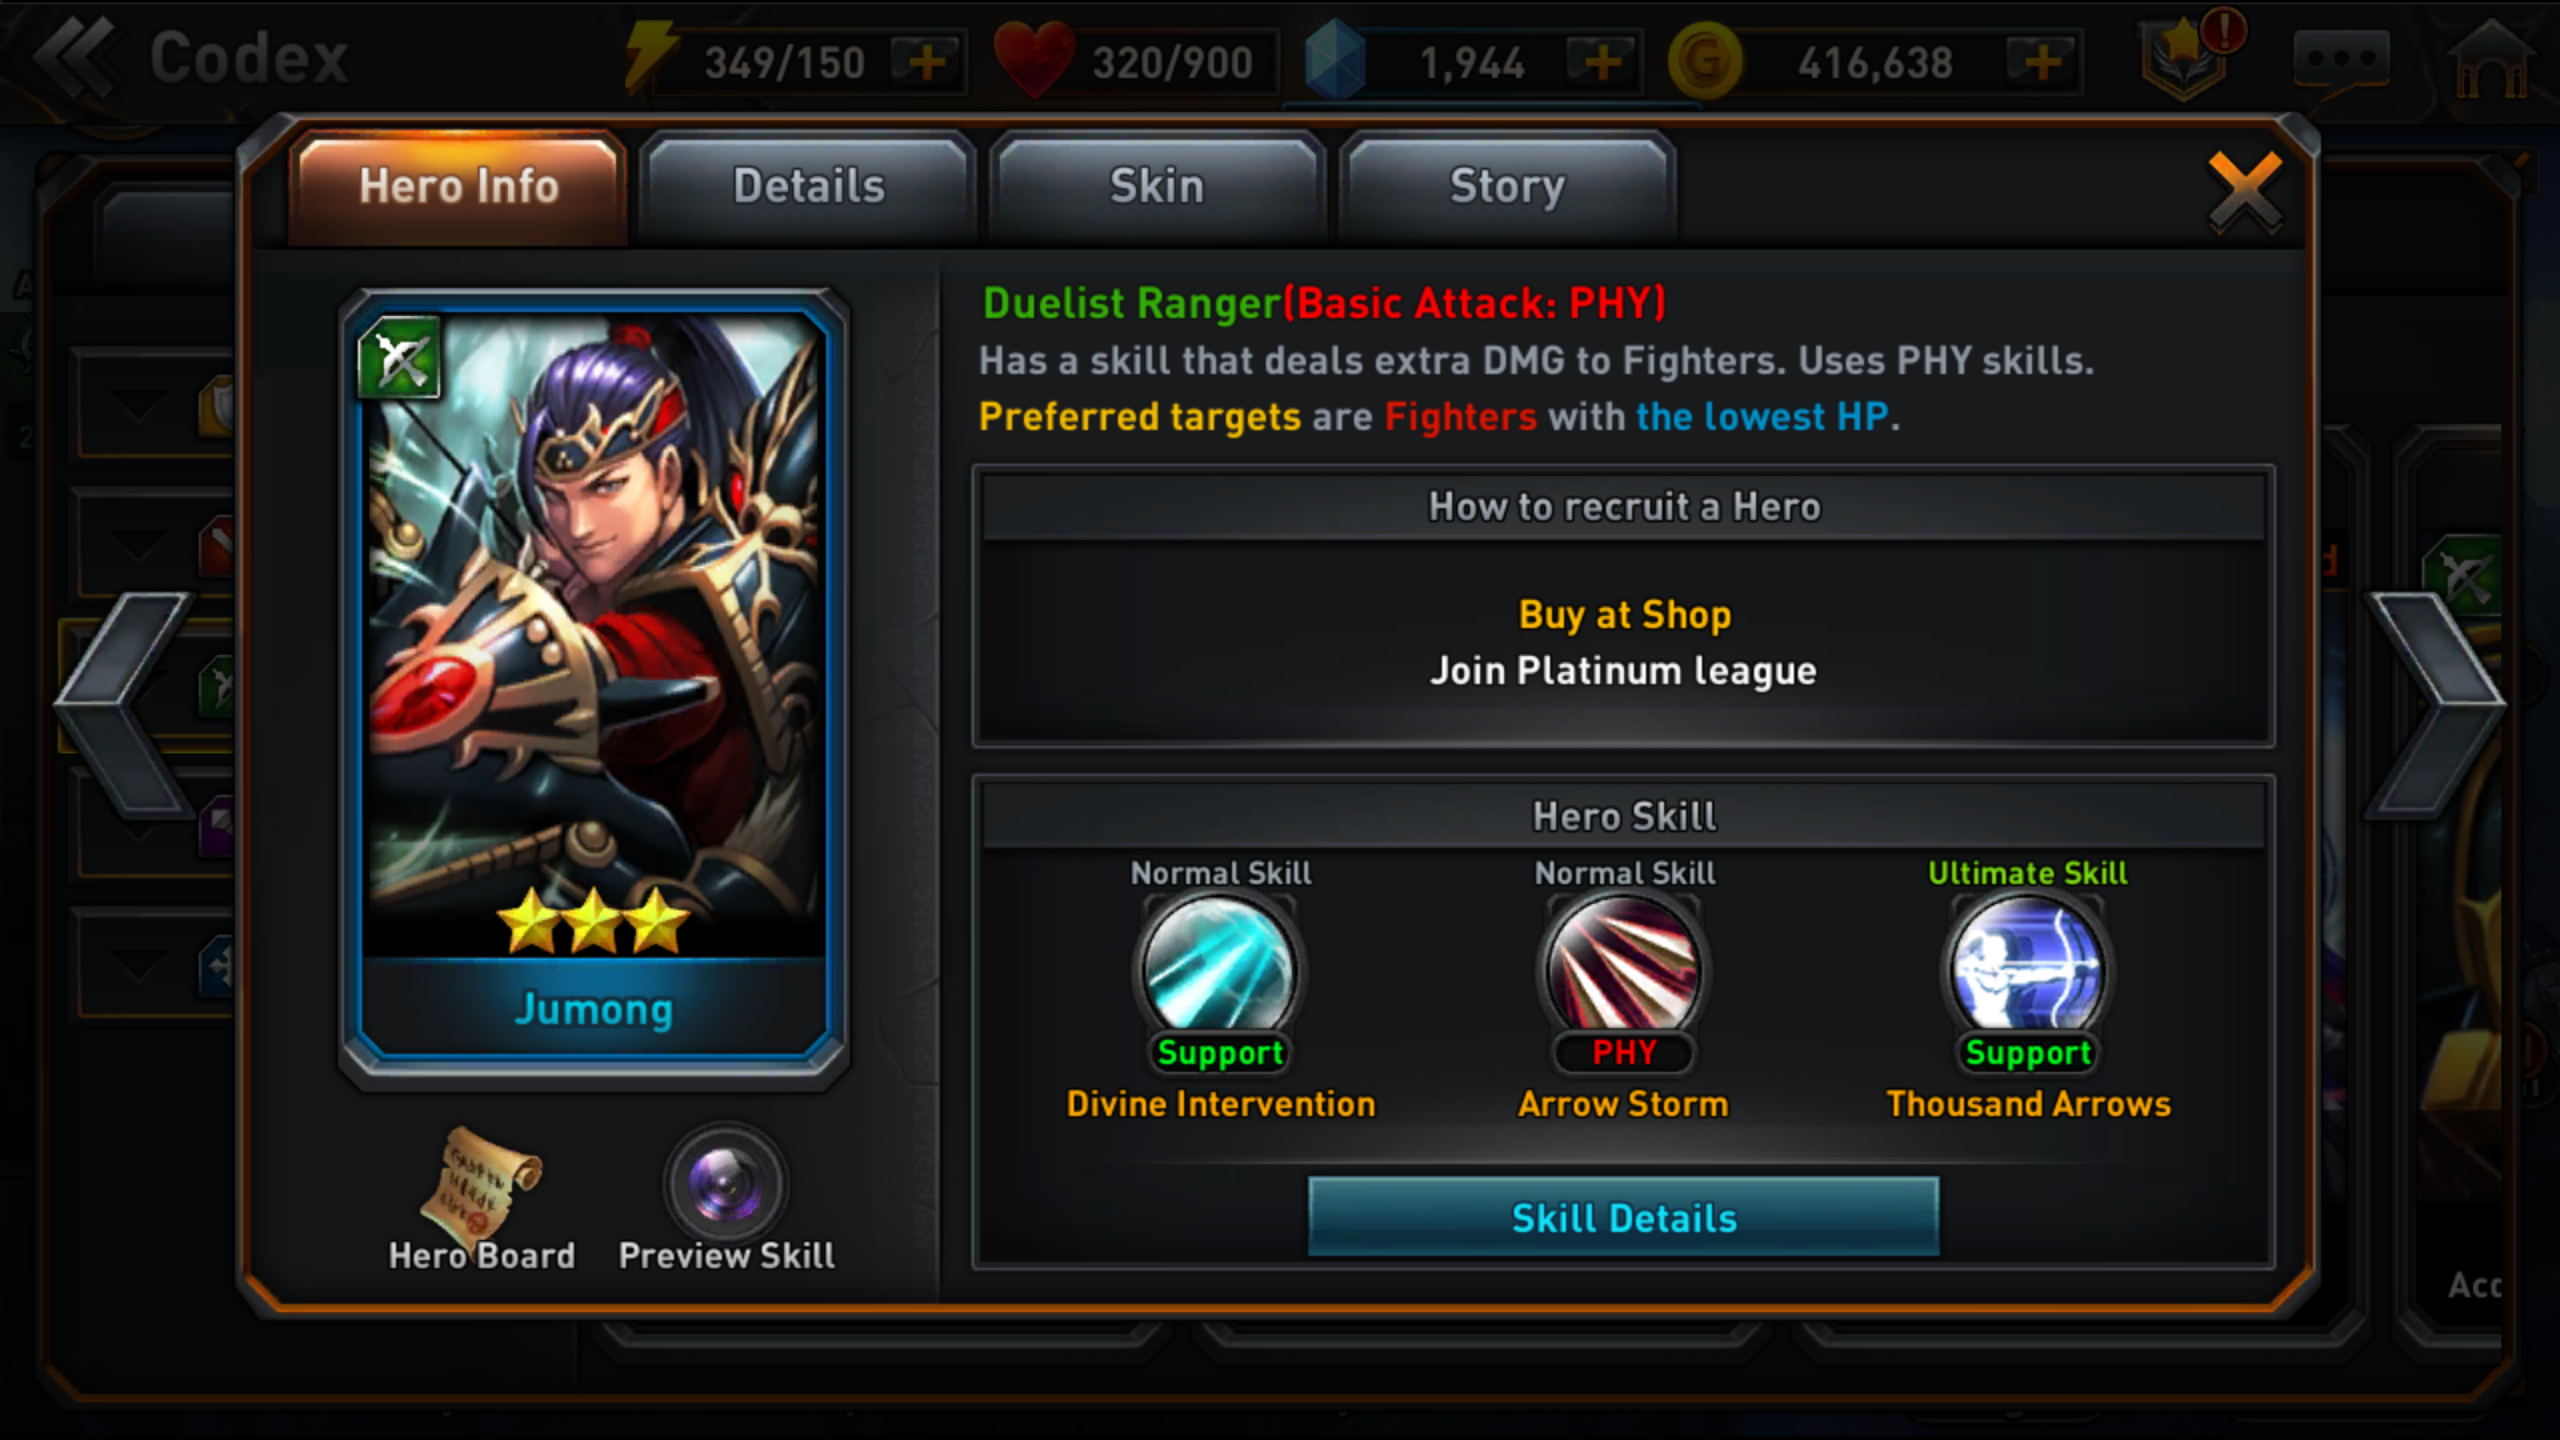 Codex
349/150
320/900
1,944
416,638
Hero Info
Details
Skin
Story
Duelist Ranger(Basic Attack: PHY)
Has a skill that deals extra DMG to Fighters. Uses PHY skills.
Preferred targets are Fighters with the lowest HP.
How to recruit a Hero
Buy at Shop
Join Platinum league
Jumong
Hero Skill
Normal Skill
Normal Skill
Ultimate Skill
Support
PHY
Support
Divine Intervention
Arrow Storm
Thousand Arrows
Hero Board
Preview Skill
Skill Details